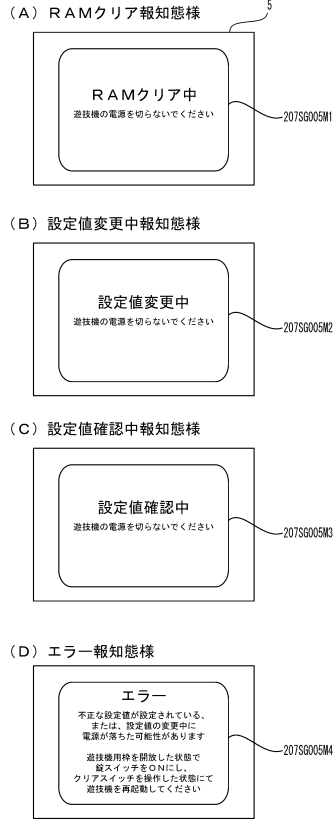 （A）RAMクリア報知態様
5
RAMクリア中
遊技機の電源を切らないでください
207SG005M1
（B）設定値変更中報知態様
設定値変更中
遊技機の電源を切らないでください
207SG005M2
（C）設定値確認中報知態様
設定値確認中
遊技機の電源を切らないでください
207SG005M3
（D）エラー報知態様
エラー
不正な設定値が設定されている、
または、設定値の変更中に
電源が落ちた可能性があります
遊技機用枠を開放した状態で
錠スイッチをONにし、
クリアスイッチを操作した状態にて
遊技機を再起動してください
207SG005M4